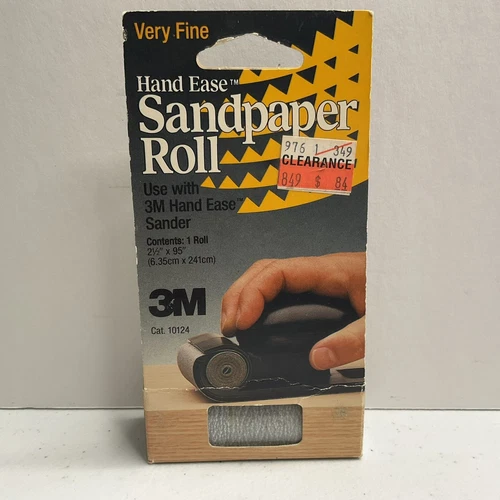 Very Fine
Hand Ease™
Sandpaper
Roll
976 1 349
CLEARANCE!
849 $ 84
Use with
3M Hand Ease™
Sander
Contents: 1 Roll
2½" x 95"
(6.35cm x 241cm)
3M
Cat. 10124